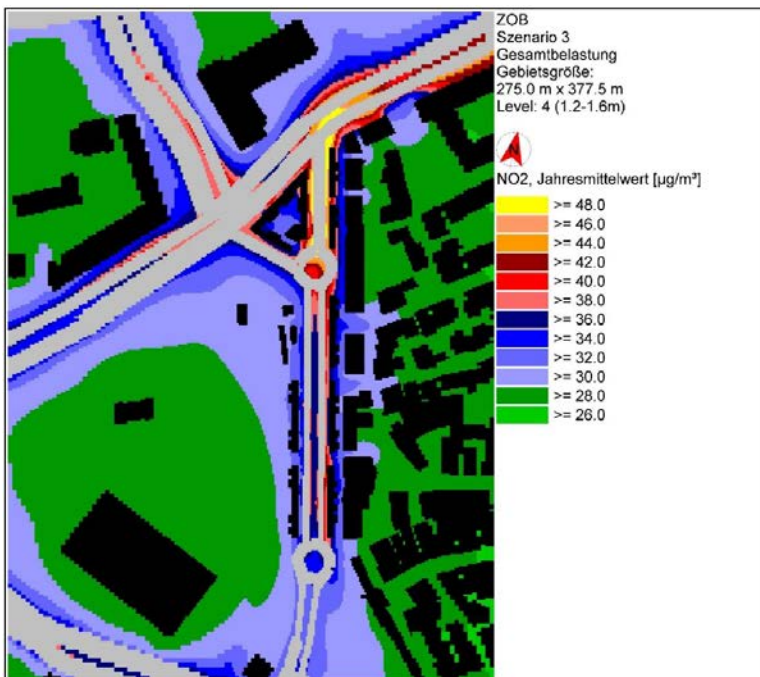 ZOB
Szenario 3
Gesamtbelastung
Gebietsgröße:
275.0 m x 377.5 m
Level: 4 (1.2-1.6m)
N
NO2, Jahresmittelwert [µg/m³]
>= 48.0
>= 46.0
>= 44.0
>= 42.0
>= 40.0
>= 38.0
>= 36.0
>= 34.0
>= 32.0
>= 30.0
>= 28.0
>= 26.0